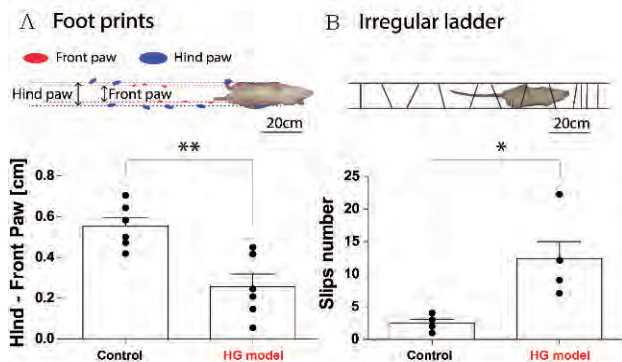 A Foot prints
Front paw Hind paw
Hind paw Front paw
20cm
**
Hind - Front Paw [cm]
0.8
0.6
0.4
0.2
0.0
Control HG model
B Irregular ladder
20cm
*
Slips number
25
20
15
10
5
0
Control HG model